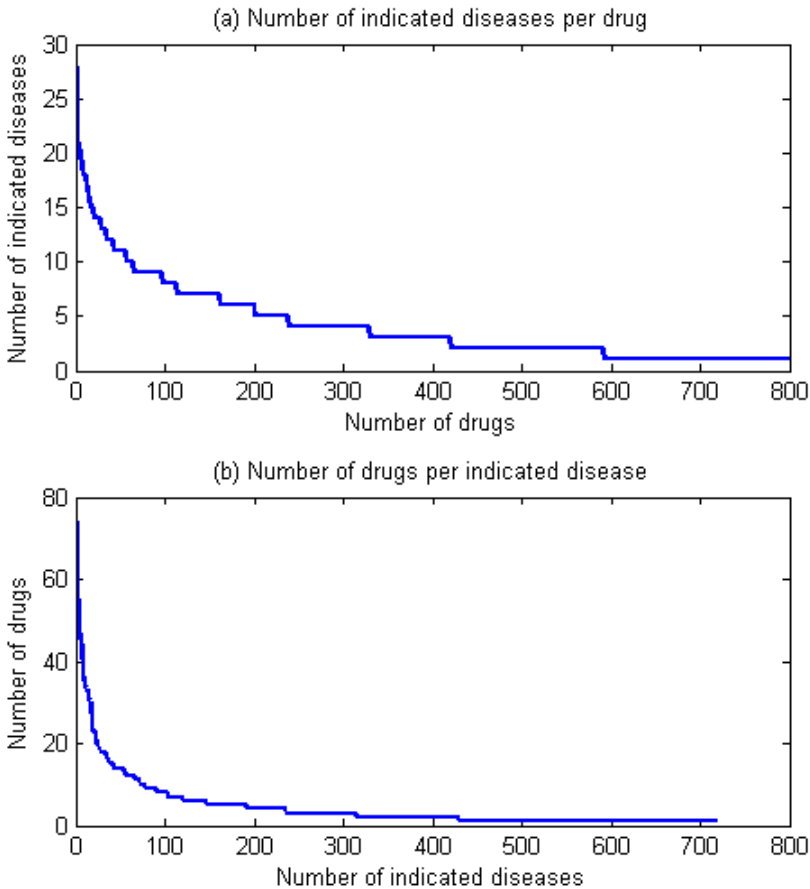 (a) Number of indicated diseases per drug
Number of indicated diseases
30
25
20
15
10
5
0
0 100 200 300 400 500 600 700 800
Number of drugs
(b) Number of drugs per indicated disease
Number of drugs
80
60
40
20
0
0 100 200 300 400 500 600 700 800
Number of indicated diseases